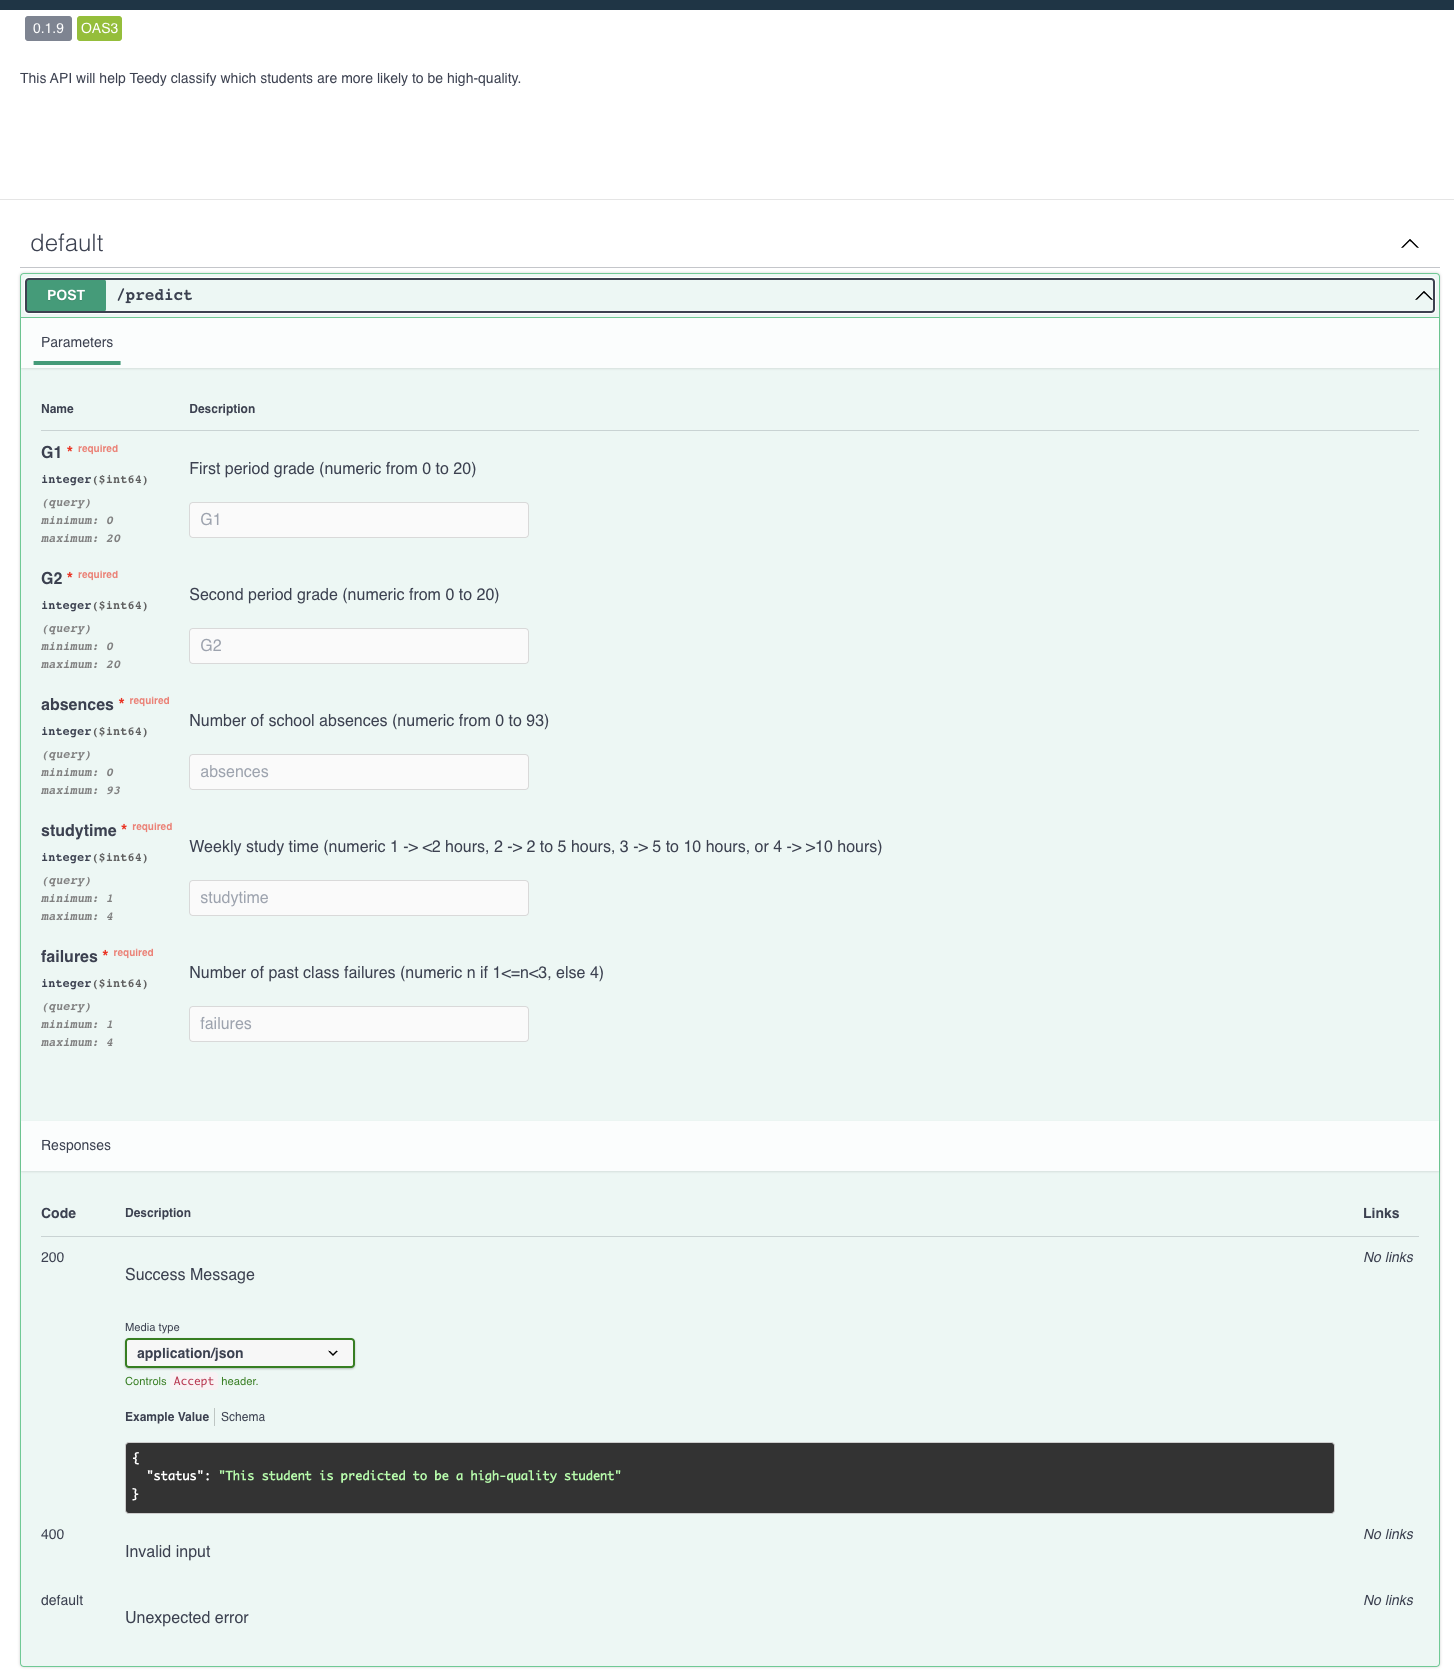 0.1.9 OAS3
This API will help Teedy classify which students are more likely to be high-quality.
default
POST /predict
Parameters
Name Description
G1 * required
integer($int64)
(query)
minimum: 0
maximum: 20
First period grade (numeric from 0 to 20)
G1
G2 * required
integer($int64)
(query)
minimum: 0
maximum: 20
Second period grade (numeric from 0 to 20)
G2
absences * required
integer($int64)
(query)
minimum: 0
maximum: 93
Number of school absences (numeric from 0 to 93)
absences
studytime * required
integer($int64)
(query)
minimum: 1
maximum: 4
Weekly study time (numeric 1 -> <2 hours, 2 -> 2 to 5 hours, 3 -> 5 to 10 hours, or 4 -> >10 hours)
studytime
failures * required
integer($int64)
(query)
minimum: 1
maximum: 4
Number of past class failures (numeric n if 1<=n<3, else 4)
failures
Responses
Code Description Links
200 No links
Success Message
Media type
application/json
Controls Accept header.
Example Value Schema
{
"status": "This student is predicted to be a high-quality student"
}
400 No links
Invalid input
default No links
Unexpected error